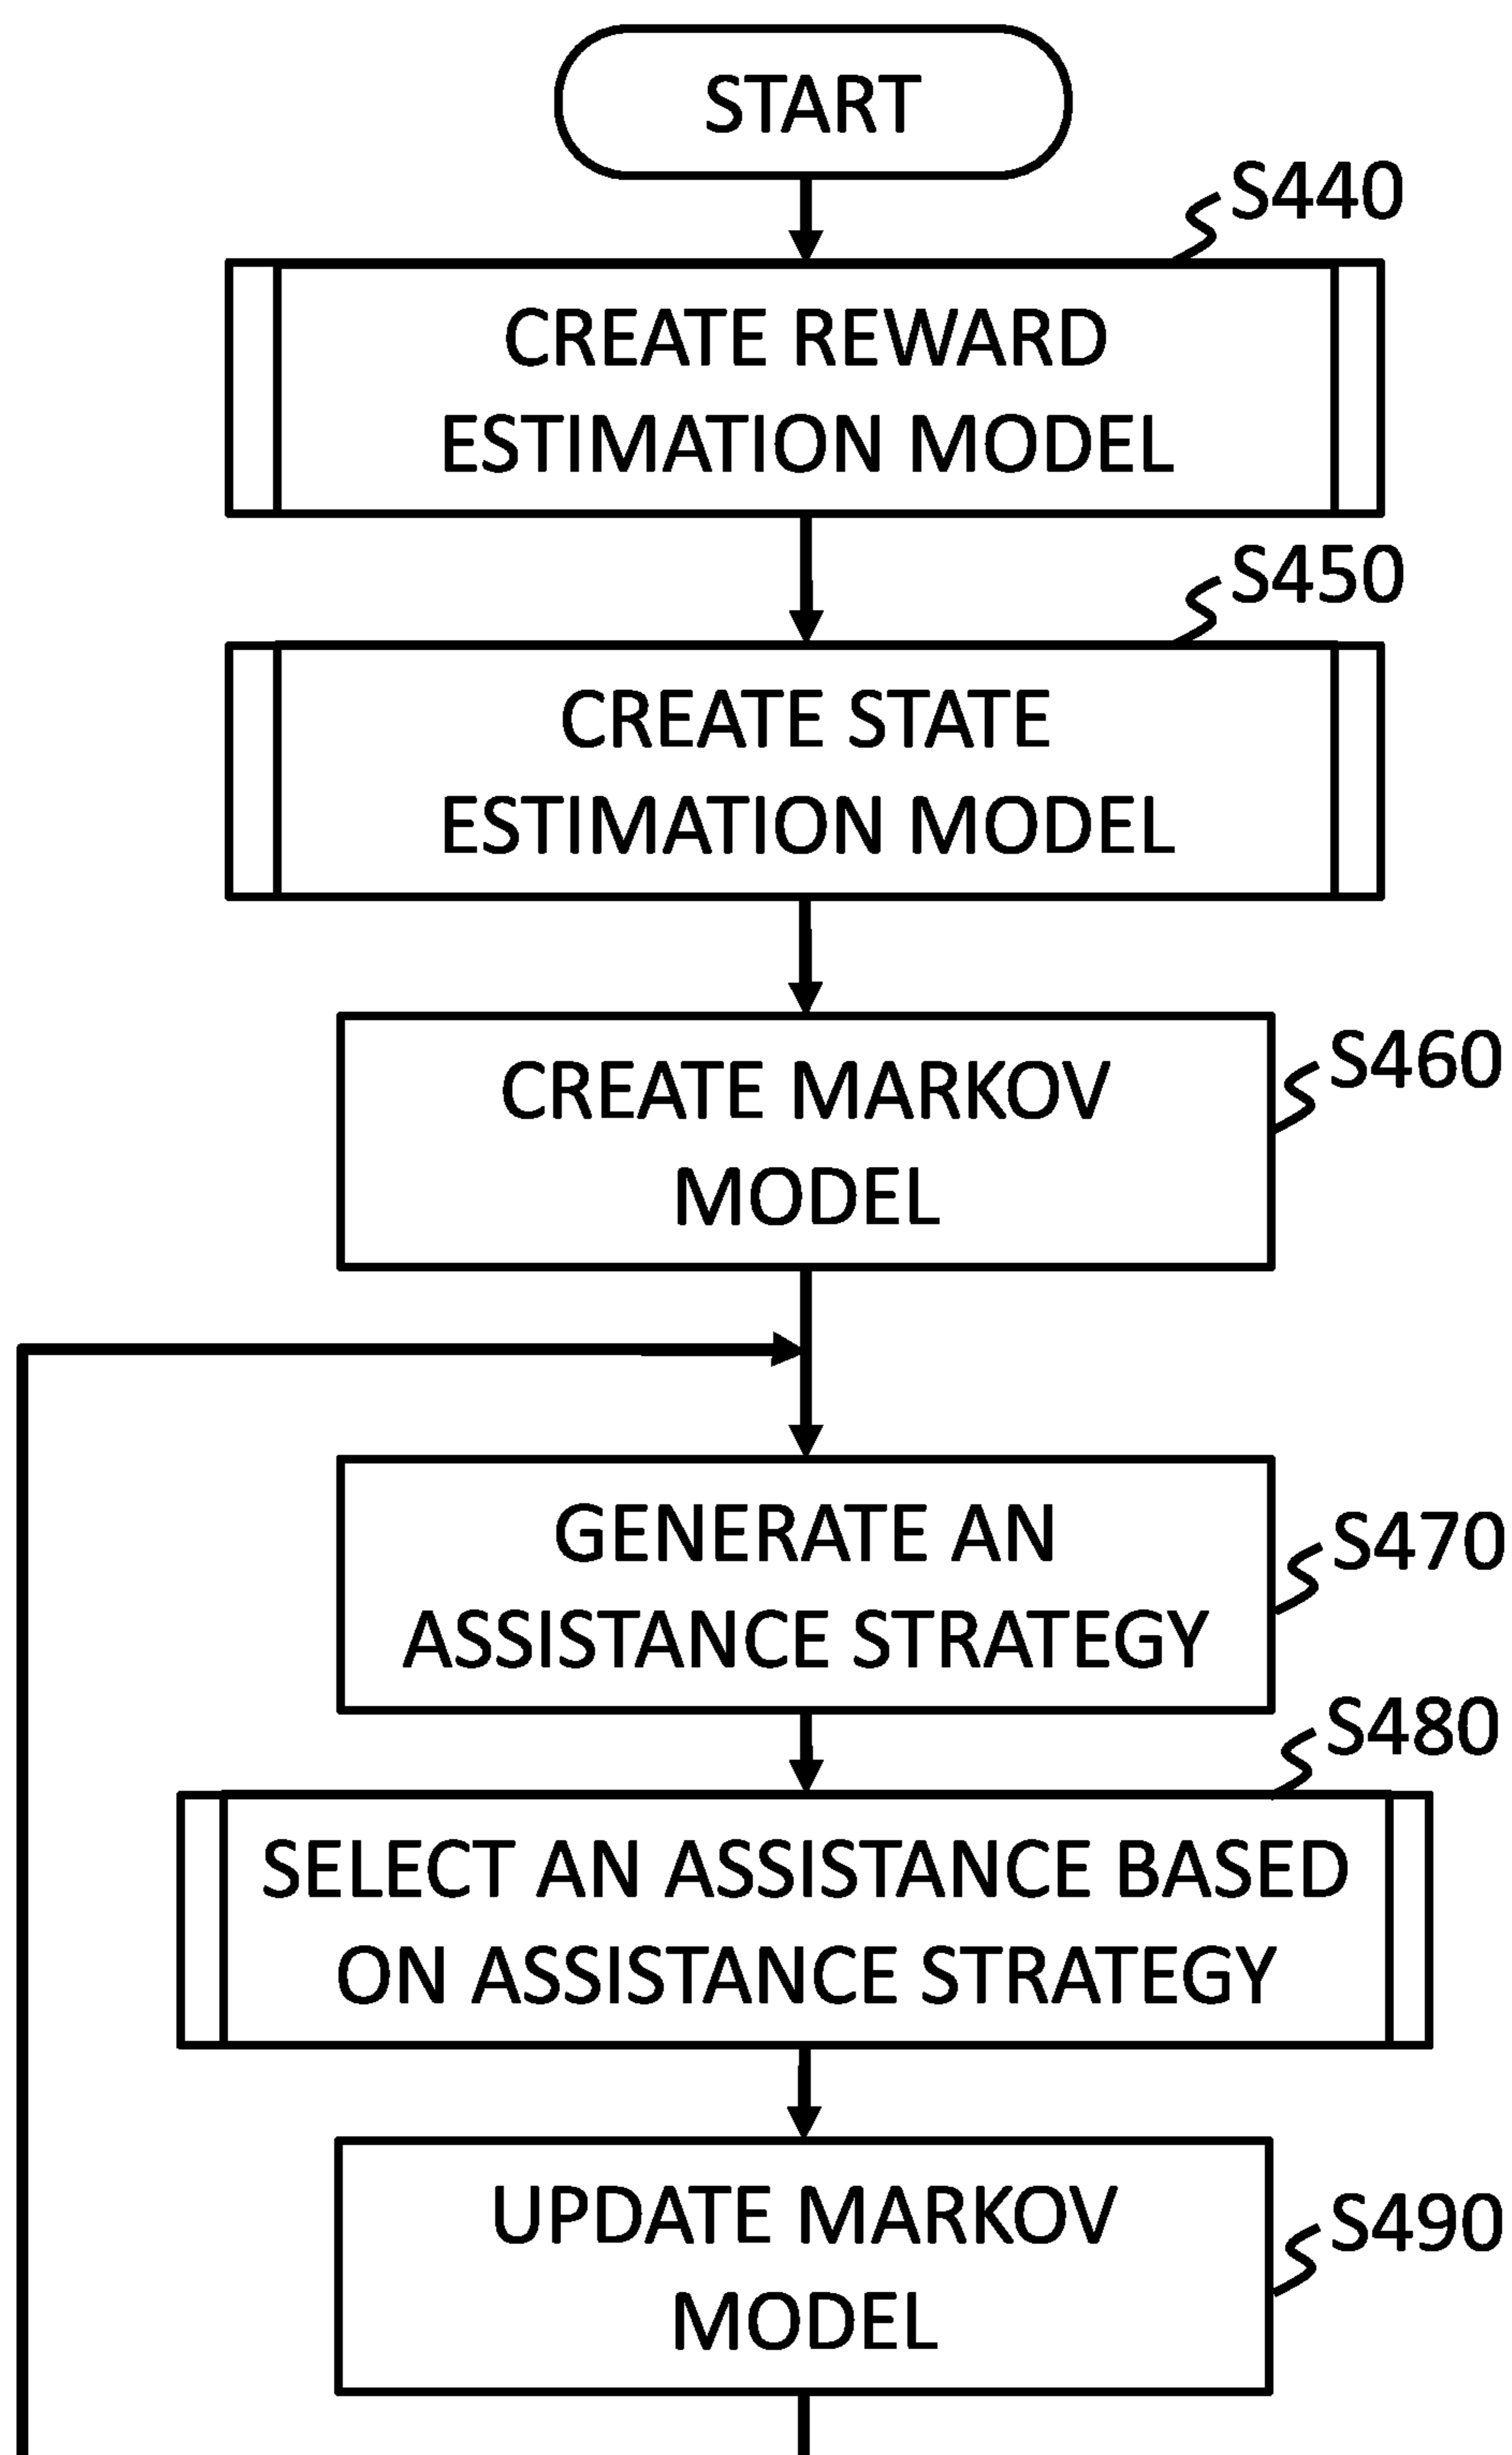 START
S440
CREATE REWARD
ESTIMATION MODEL
S450
CREATE STATE
ESTIMATION MODEL
CREATE MARKOV
MODEL
S460
GENERATE AN
ASSISTANCE STRATEGY
S470
S480
SELECT AN ASSISTANCE BASED
ON ASSISTANCE STRATEGY
UPDATE MARKOV
MODEL
S490